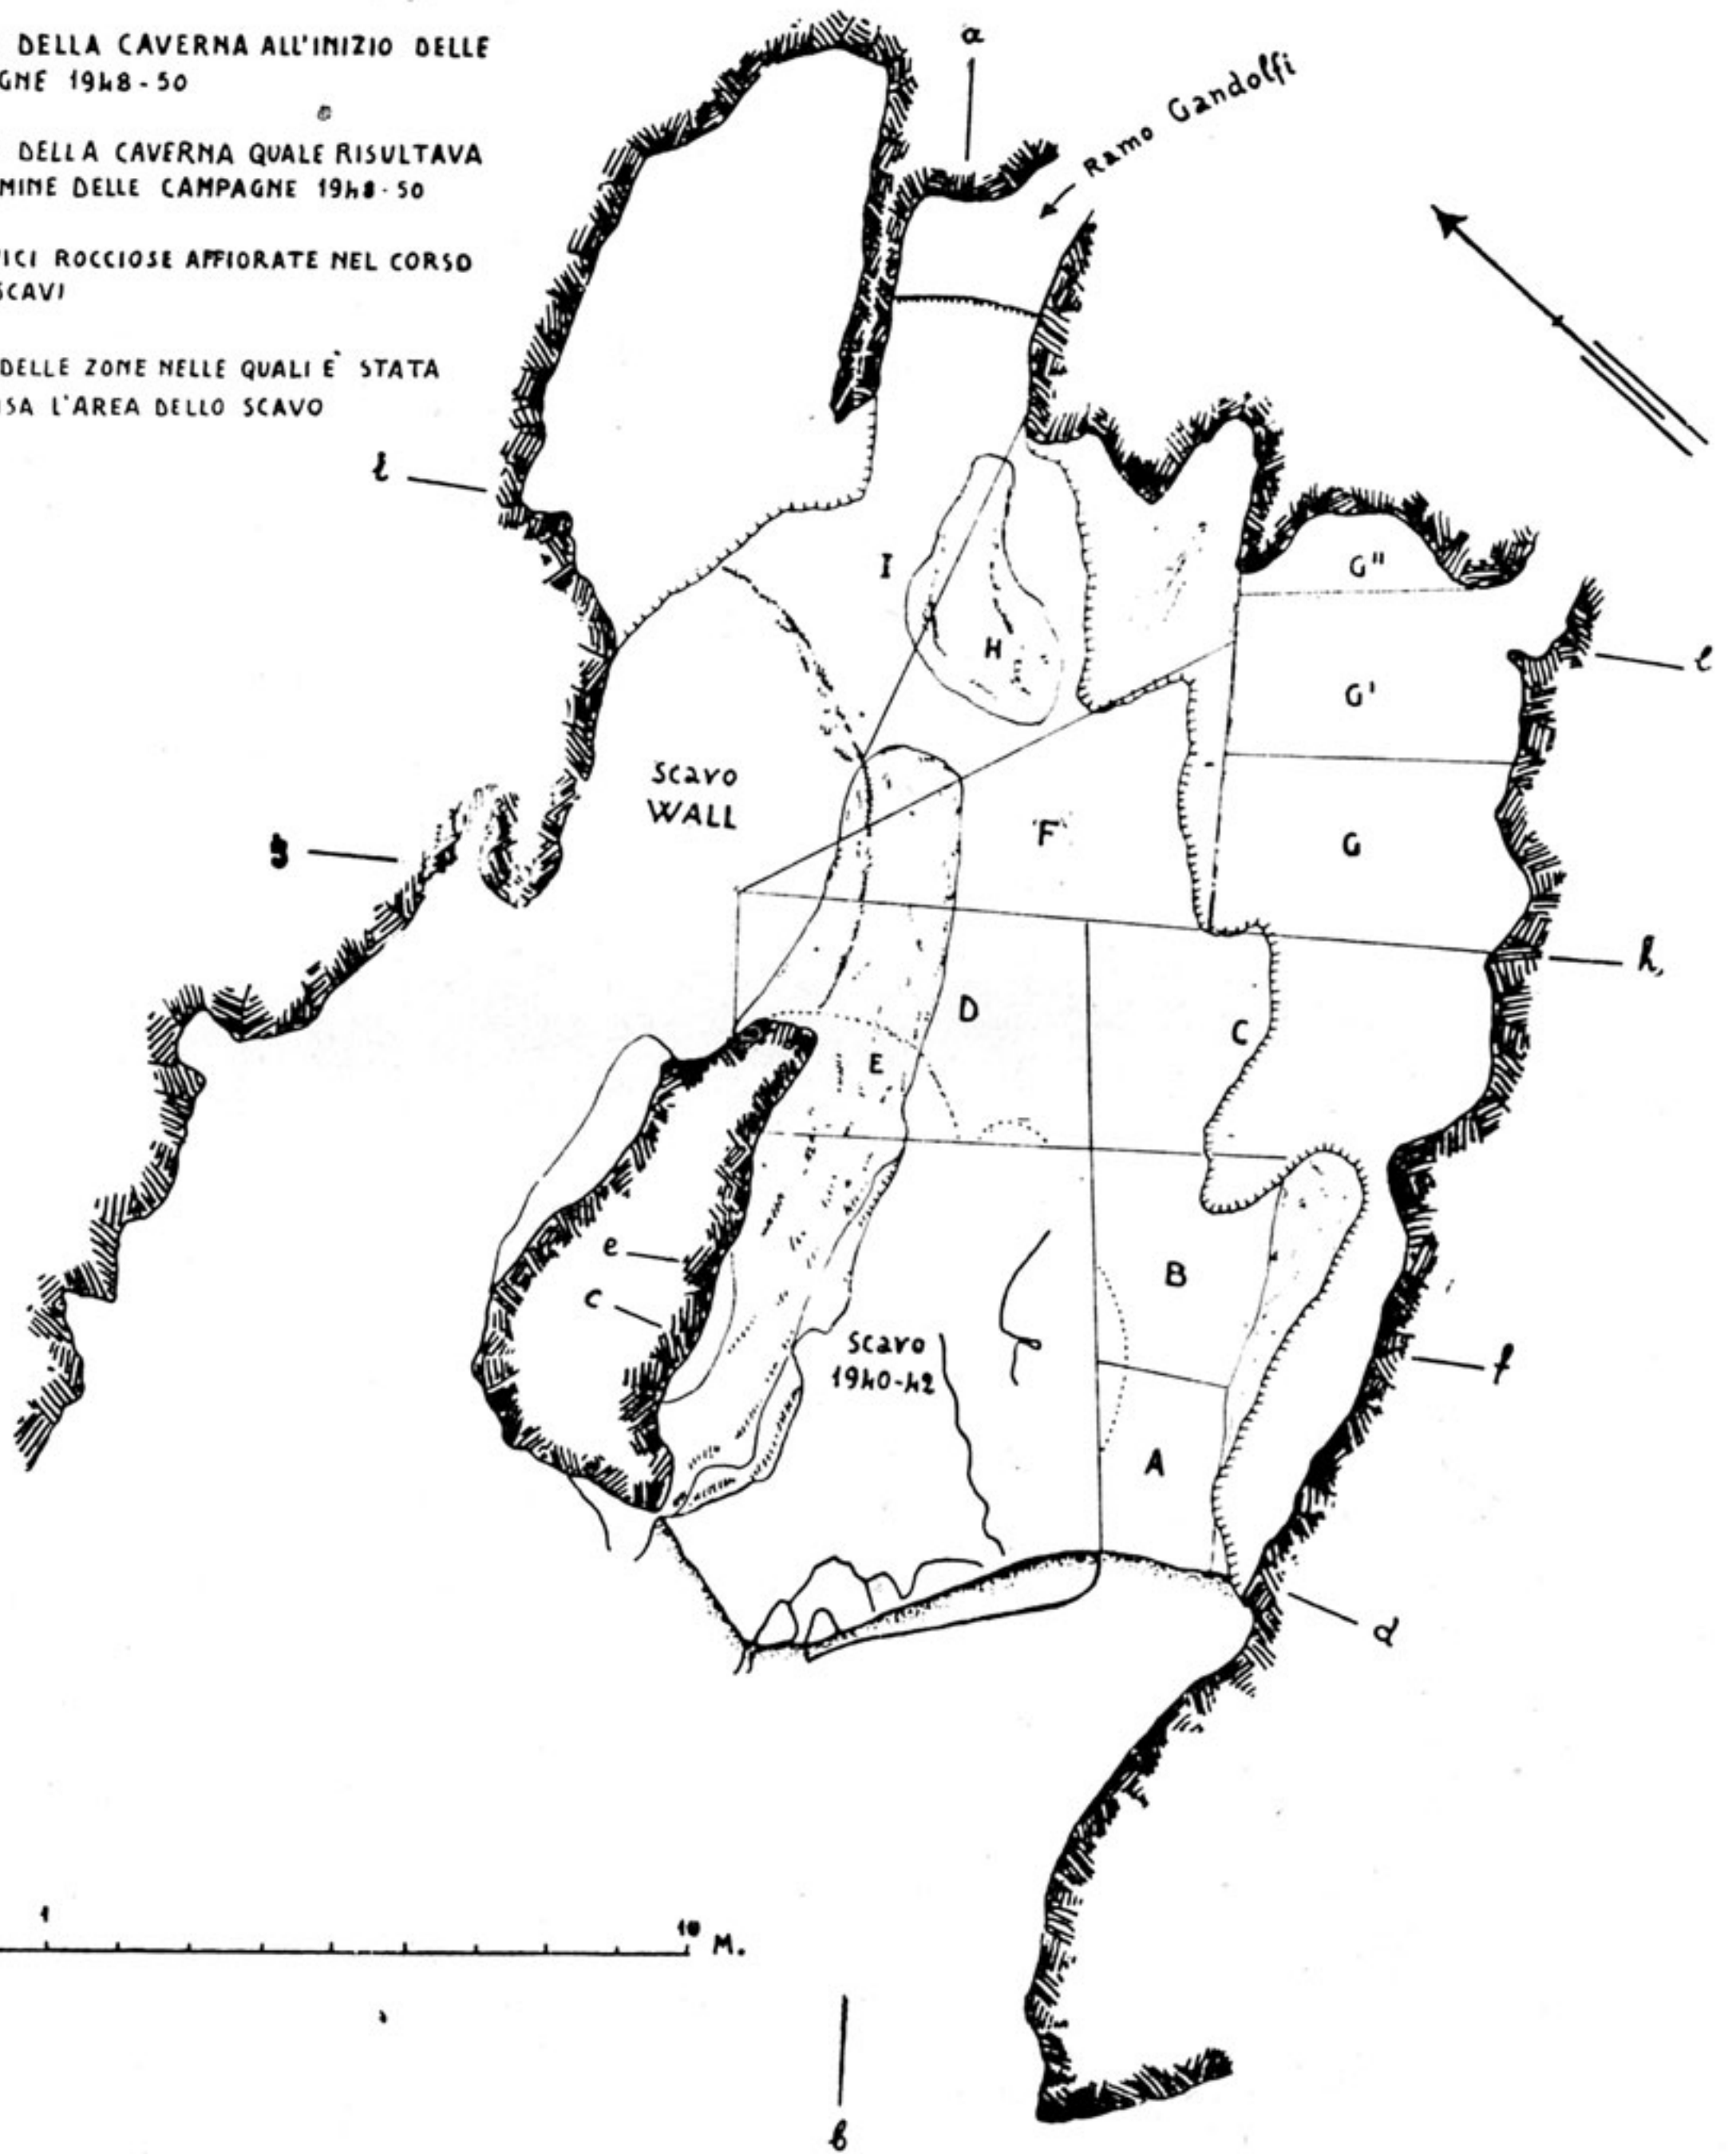 DELLA CAVERNA ALL'INIZIO DELLE
GNE 1948-50
DELLA CAVERNA QUALE RISULTAVA
MINE DELLE CAMPAGNE 1948-50
ICI ROCCIOSE AFFIORATE NEL CORSO
SCAVI
DELLE ZONE NELLE QUALI È STATA
ISA L'AREA DELLO SCAVO
a
Ramo Gandolfi
l
I
H
G"
G'
l
Scavo
WALL
F
G
g
h
D
C
E
e
c
B
Scavo
1940-42
f
A
d
1
10 M.
b